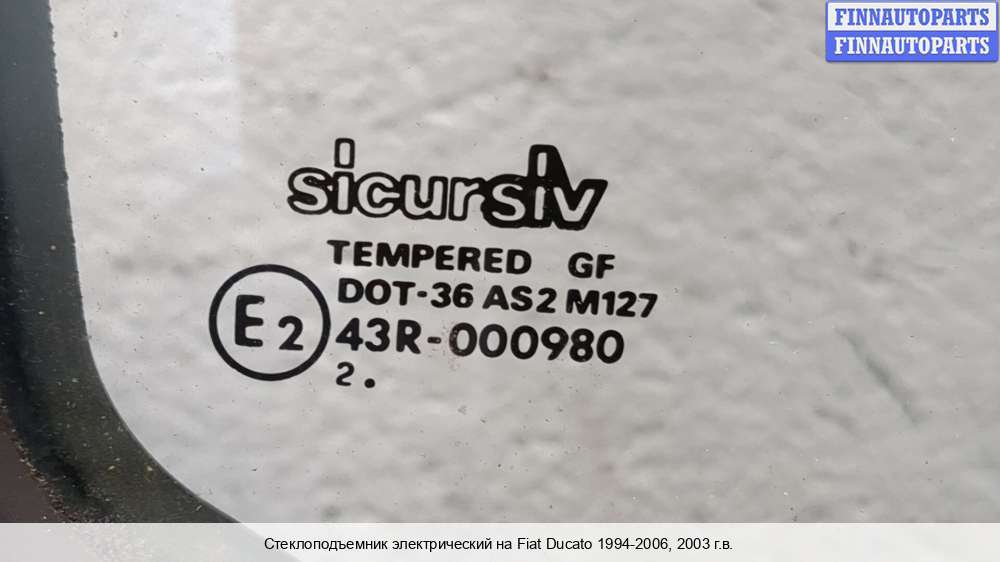 FINNAUTOPARTS
FINNAUTOPARTS
sicursiv
TEMPERED GF
DOT-36 AS2 M127
E2 43R-000980
2 .
Стеклоподъемник электрический на Fiat Ducato 1994-2006, 2003 г.в.